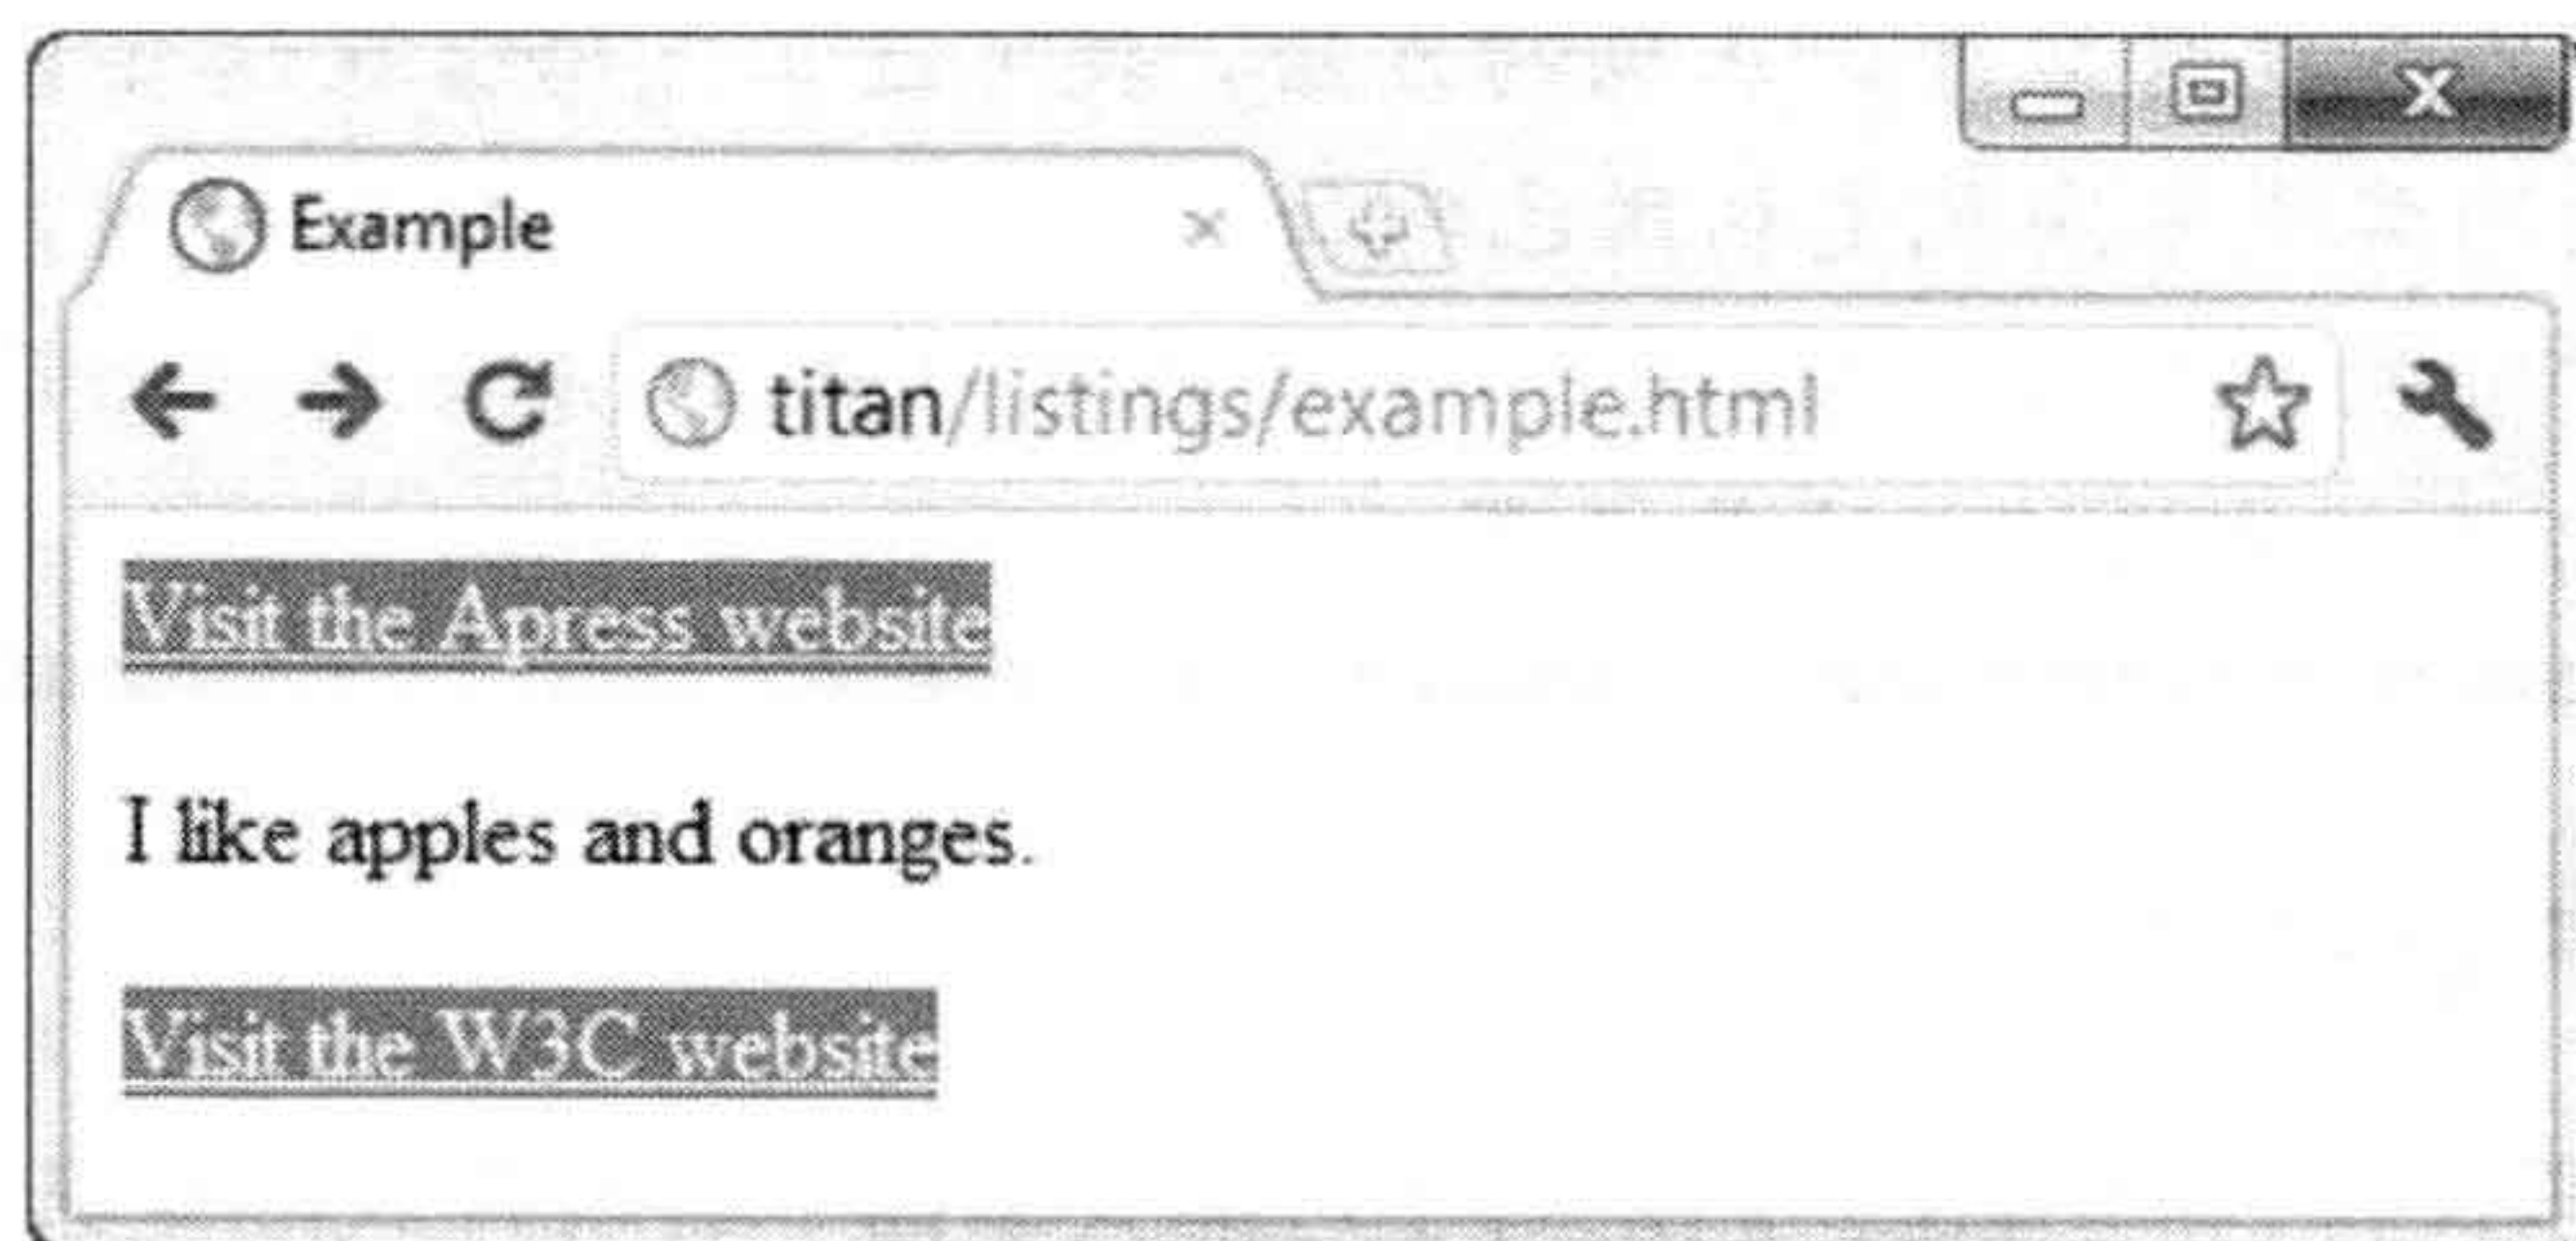 Example
titan/listings/example.html
Visit the Apress website
I like apples and oranges.
Visit the W3C website